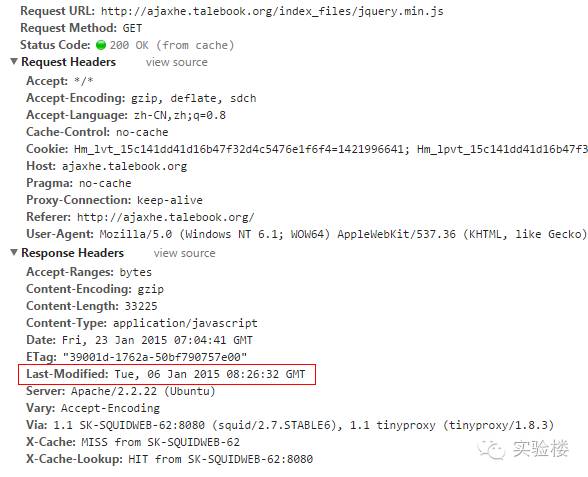 Request URL: http://ajaxhe.talebook.org/index_files/jquery.min.js
Request Method: GET
Status Code: 200 OK (from cache)
Request Headers view source
Accept: */*
Accept-Encoding: gzip, deflate, sdch
Accept-Language: zh-CN,zh;q=0.8
Cache-Control: no-cache
Cookie: Hm_lvt_15c141dd41d16b47f32d4c5476e1f6f4=1421996641; Hm_lpvt_15c141dd41d16b47f3
Host: ajaxhe.talebook.org
Pragma: no-cache
Proxy-Connection: keep-alive
Referer: http://ajaxhe.talebook.org/
User-Agent: Mozilla/5.0 (Windows NT 6.1; WOW64) AppleWebKit/537.36 (KHTML, like Gecko)
Response Headers view source
Accept-Ranges: bytes
Content-Encoding: gzip
Content-Length: 33225
Content-Type: application/javascript
Date: Fri, 23 Jan 2015 07:04:41 GMT
ETag: "39001d-1762a-50bf790757e00"
Last-Modified: Tue, 06 Jan 2015 08:26:32 GMT
Server: Apache/2.2.22 (Ubuntu)
Vary: Accept-Encoding
Via: 1.1 SK-SQUIDWEB-62:8080 (squid/2.7.STABLE6), 1.1 tinyproxy (tinyproxy/1.8.3)
X-Cache: MISS from SK-SQUIDWEB-62
X-Cache-Lookup: HIT from SK-SQUIDWEB-62:8080
实验楼